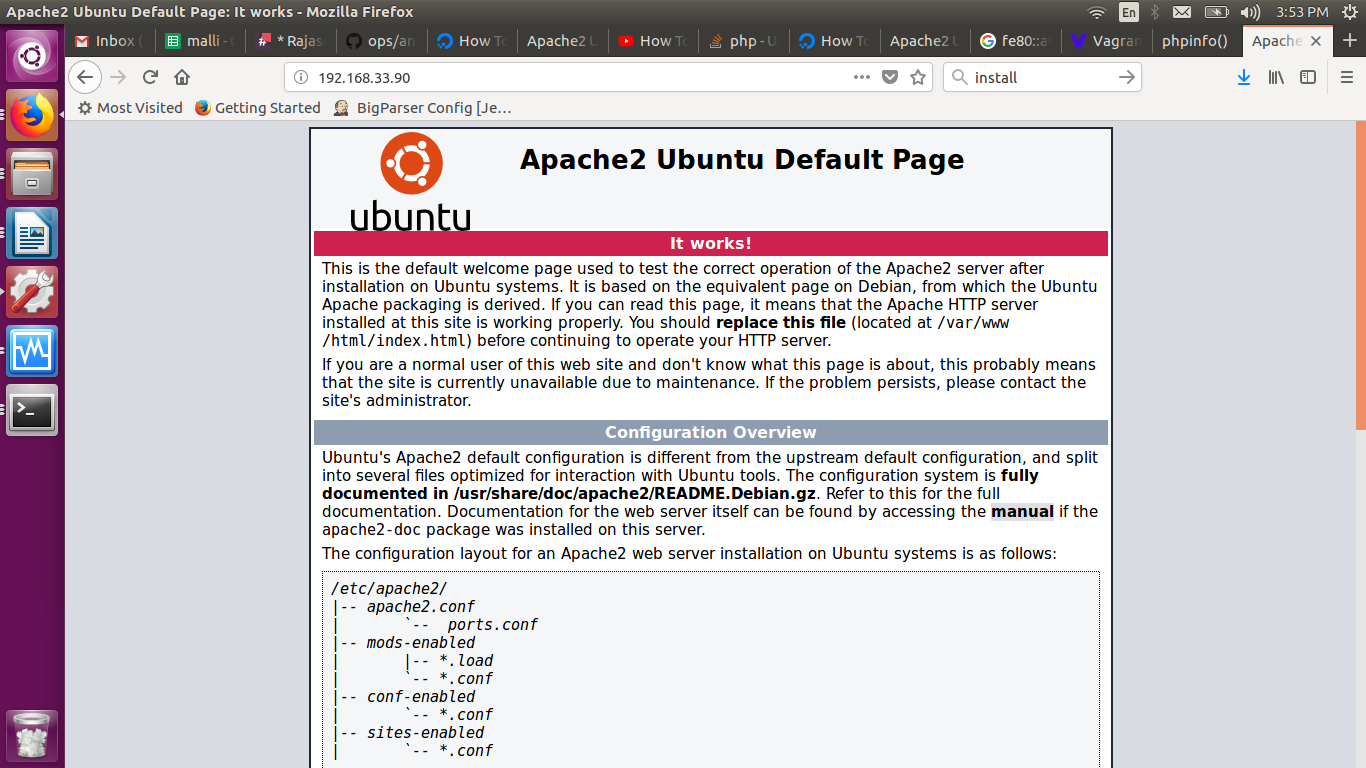 Apache2 Ubuntu Default Page: It works - Mozilla Firefox
En
3:53 PM
Inbox (
malli -
* Rajas
ops/an
How To
Apache2 U
How To
php - U
How To
Apache2 U
fe80::a
Vagran
phpinfo()
Apache
192.168.33.90
install
Most Visited
Getting Started
BigParser Config [Je...
ubuntu
Apache2 Ubuntu Default Page
It works!
This is the default welcome page used to test the correct operation of the Apache2 server after
installation on Ubuntu systems. It is based on the equivalent page on Debian, from which the Ubuntu
Apache packaging is derived. If you can read this page, it means that the Apache HTTP server
installed at this site is working properly. You should replace this file (located at /var/www
/html/index.html) before continuing to operate your HTTP server.
If you are a normal user of this web site and don't know what this page is about, this probably means
that the site is currently unavailable due to maintenance. If the problem persists, please contact the
site's administrator.
Configuration Overview
Ubuntu's Apache2 default configuration is different from the upstream default configuration, and split
into several files optimized for interaction with Ubuntu tools. The configuration system is fully
documented in /usr/share/doc/apache2/README.Debian.gz. Refer to this for the full
documentation. Documentation for the web server itself can be found by accessing the manual if the
apache2-doc package was installed on this server.
The configuration layout for an Apache2 web server installation on Ubuntu systems is as follows:
/etc/apache2/
|-- apache2.conf
|       `--  ports.conf
|-- mods-enabled
|       |-- *.load
|       `-- *.conf
|-- conf-enabled
|       `-- *.conf
|-- sites-enabled
|       `-- *.conf